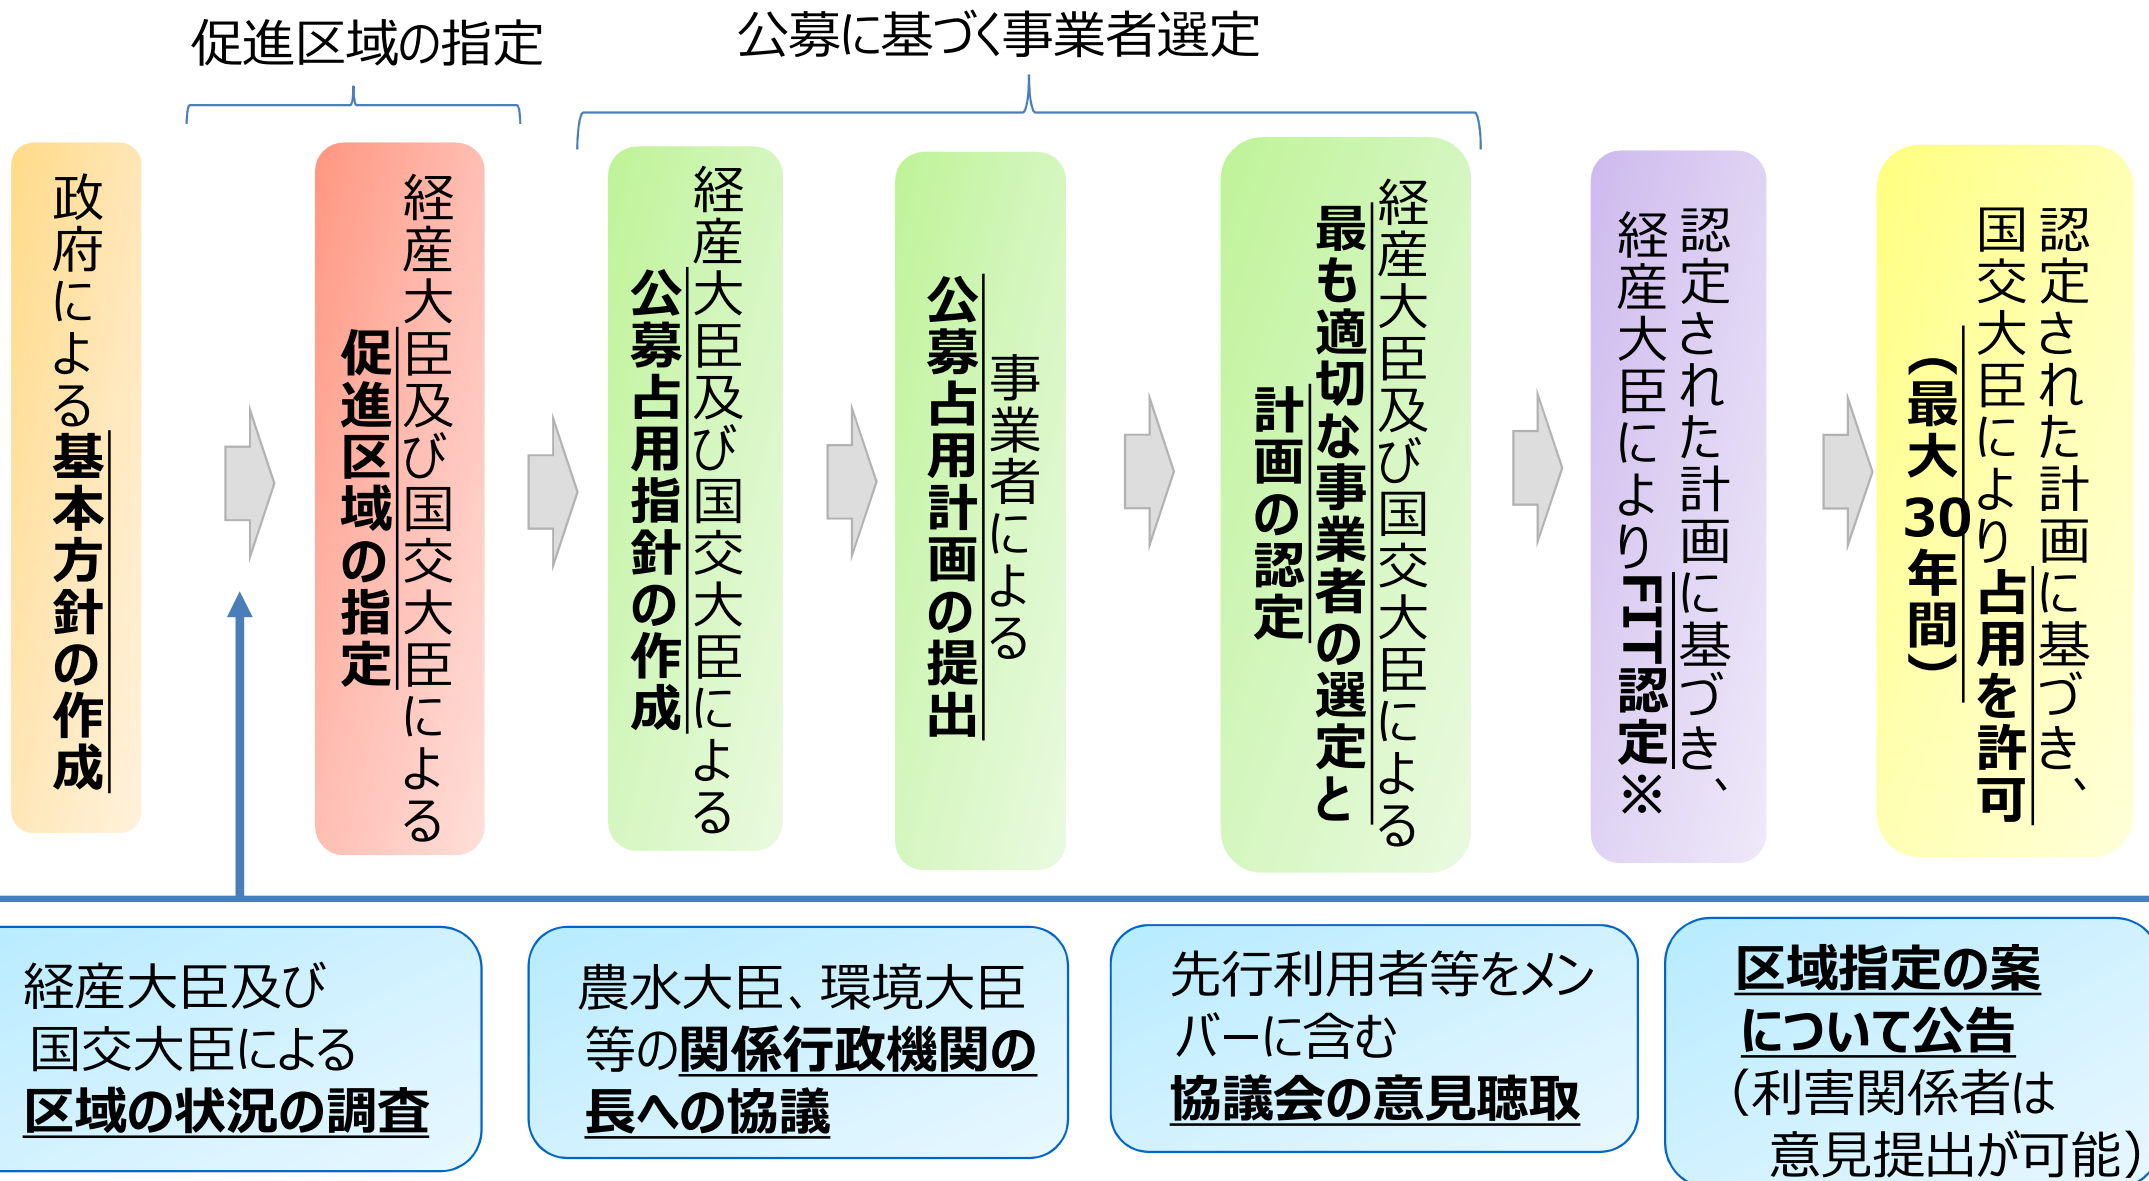 促進区域の指定
公募に基づく事業者選定
政府による基本方針の作成
経産大臣及び国交大臣による
促進区域の指定
経産大臣及び国交大臣による
公募占用指針の作成
事業者による
公募占用計画の提出
経産大臣及び国交大臣による
最も適切な事業者の選定と
計画の認定
認定された計画に基づき、
経産大臣によりFIT認定※
認定された計画に基づき、
国交大臣により占用を許可
（最大30年間）
経産大臣及び
国交大臣による
区域の状況の調査
農水大臣、環境大臣
等の関係行政機関の
長への協議
先行利用者等をメン
バーに含む
協議会の意見聴取
区域指定の案
について公告
（利害関係者は
意見提出が可能）